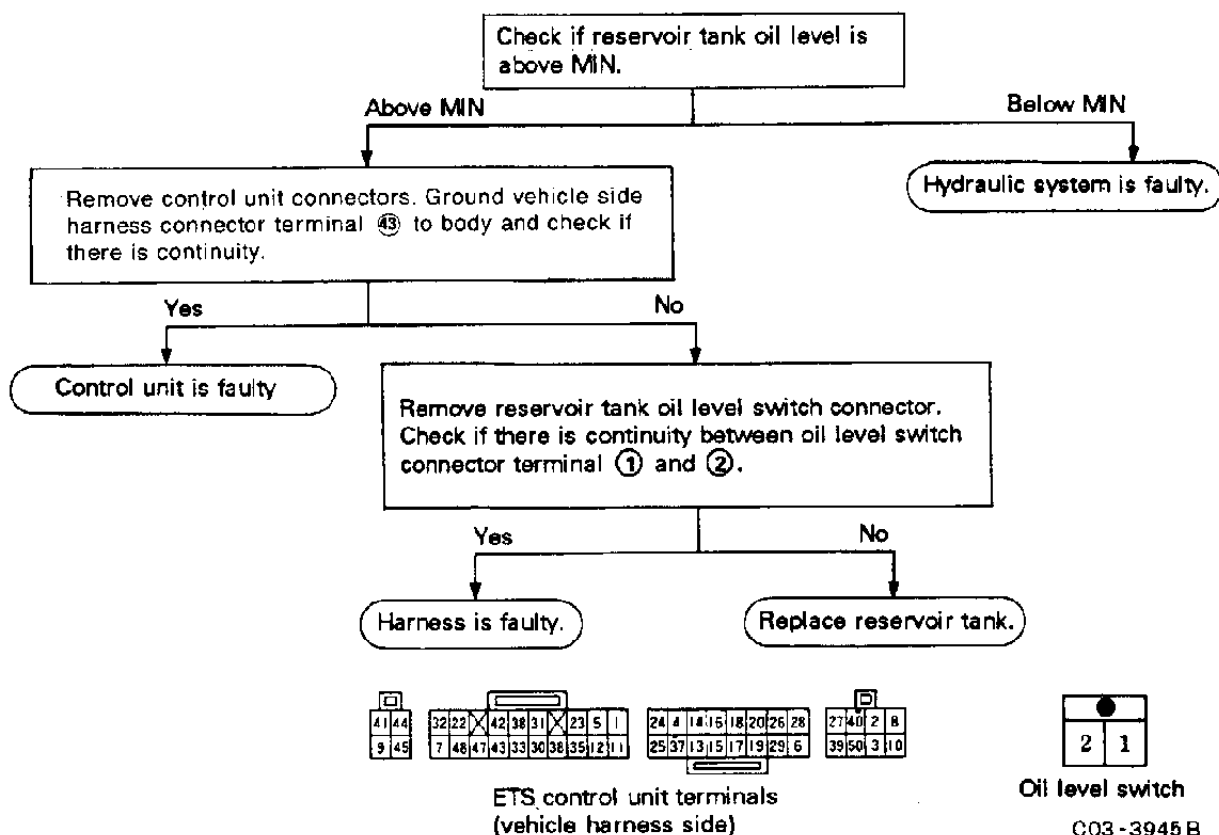 Check if reservoir tank oil level is
above MIN.
Above MIN
Below MIN
Remove control unit connectors. Ground vehicle side
harness connector terminal ㊸ to body and check if
there is continuity.
Hydraulic system is faulty.
Yes
No
Control unit is faulty
Remove reservoir tank oil level switch connector.
Check if there is continuity between oil level switch
connector terminal ① and ②.
Yes
No
Harness is faulty.
Replace reservoir tank.
41 44
9 45
32 22 42 38 31 23 5 1
7 48 47 43 33 30 38 35 12 11
24 4 14 16 18 20 26 28
25 37 13 15 17 19 29 6
27 40 2 8
39 50 3 10
2 1
ETS control unit terminals
(vehicle harness side)
Oil level switch
C03-3945B